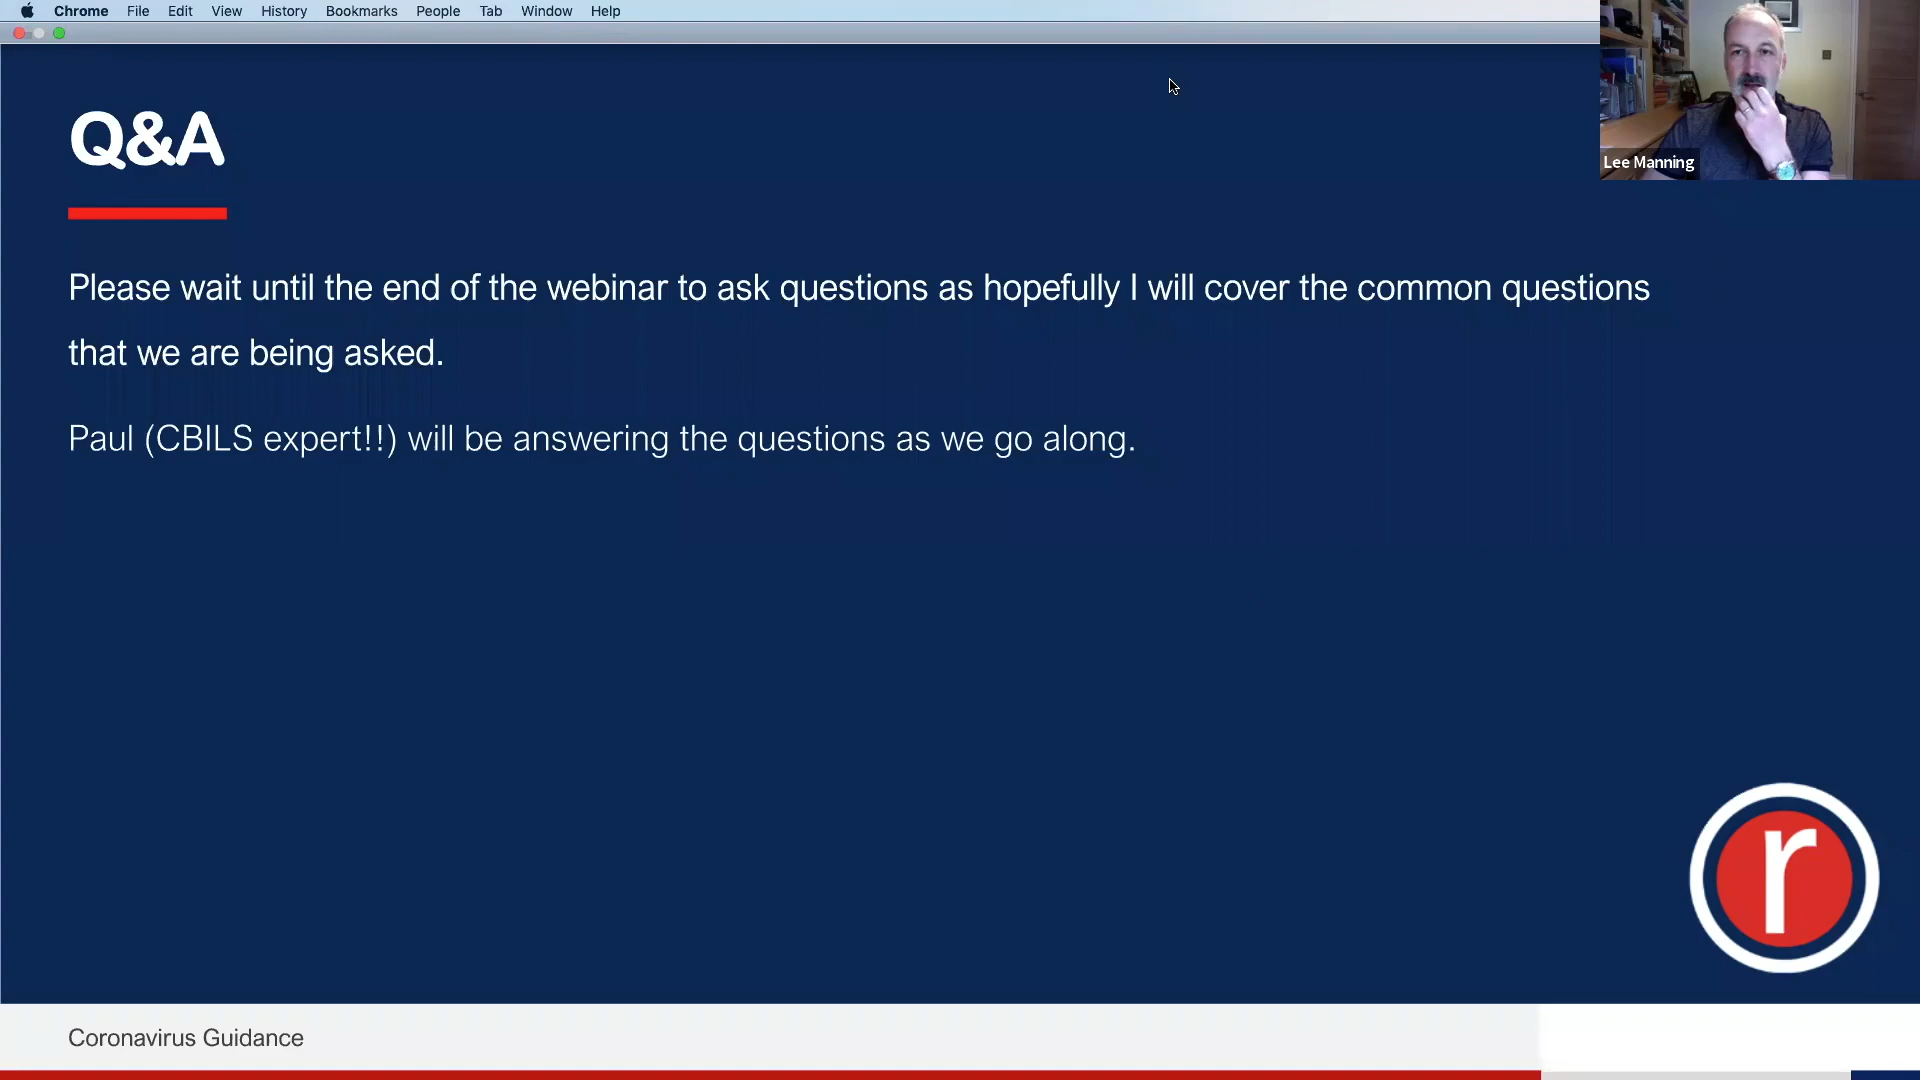 Chrome File Edit View History Bookmarks People Tab Window Help
Lee Manning
Q&A
Please wait until the end of the webinar to ask questions as hopefully I will cover the common questions
that we are being asked.
Paul (CBILS expert!!) will be answering the questions as we go along.
r
Coronavirus Guidance